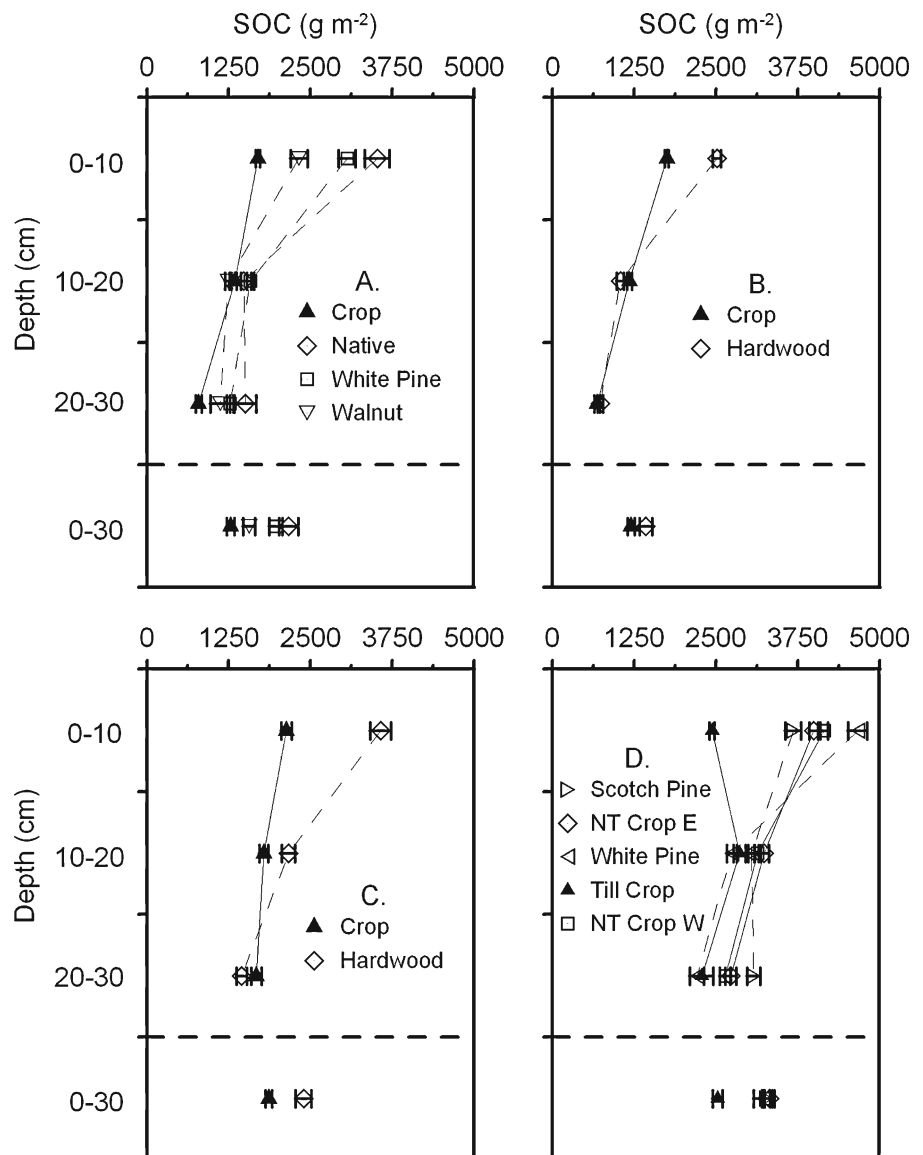 SOC (g m⁻²) SOC (g m⁻²)
0 1250 2500 3750 5000 0 1250 2500 3750 5000
Depth (cm)
0-10
10-20
20-30
0-30
A.
Crop
Native
White Pine
Walnut
B.
Crop
Hardwood
0 1250 2500 3750 5000 0 1250 2500 3750 5000
Depth (cm)
0-10
10-20
20-30
0-30
C.
Crop
Hardwood
D.
Scotch Pine
NT Crop E
White Pine
Till Crop
NT Crop W